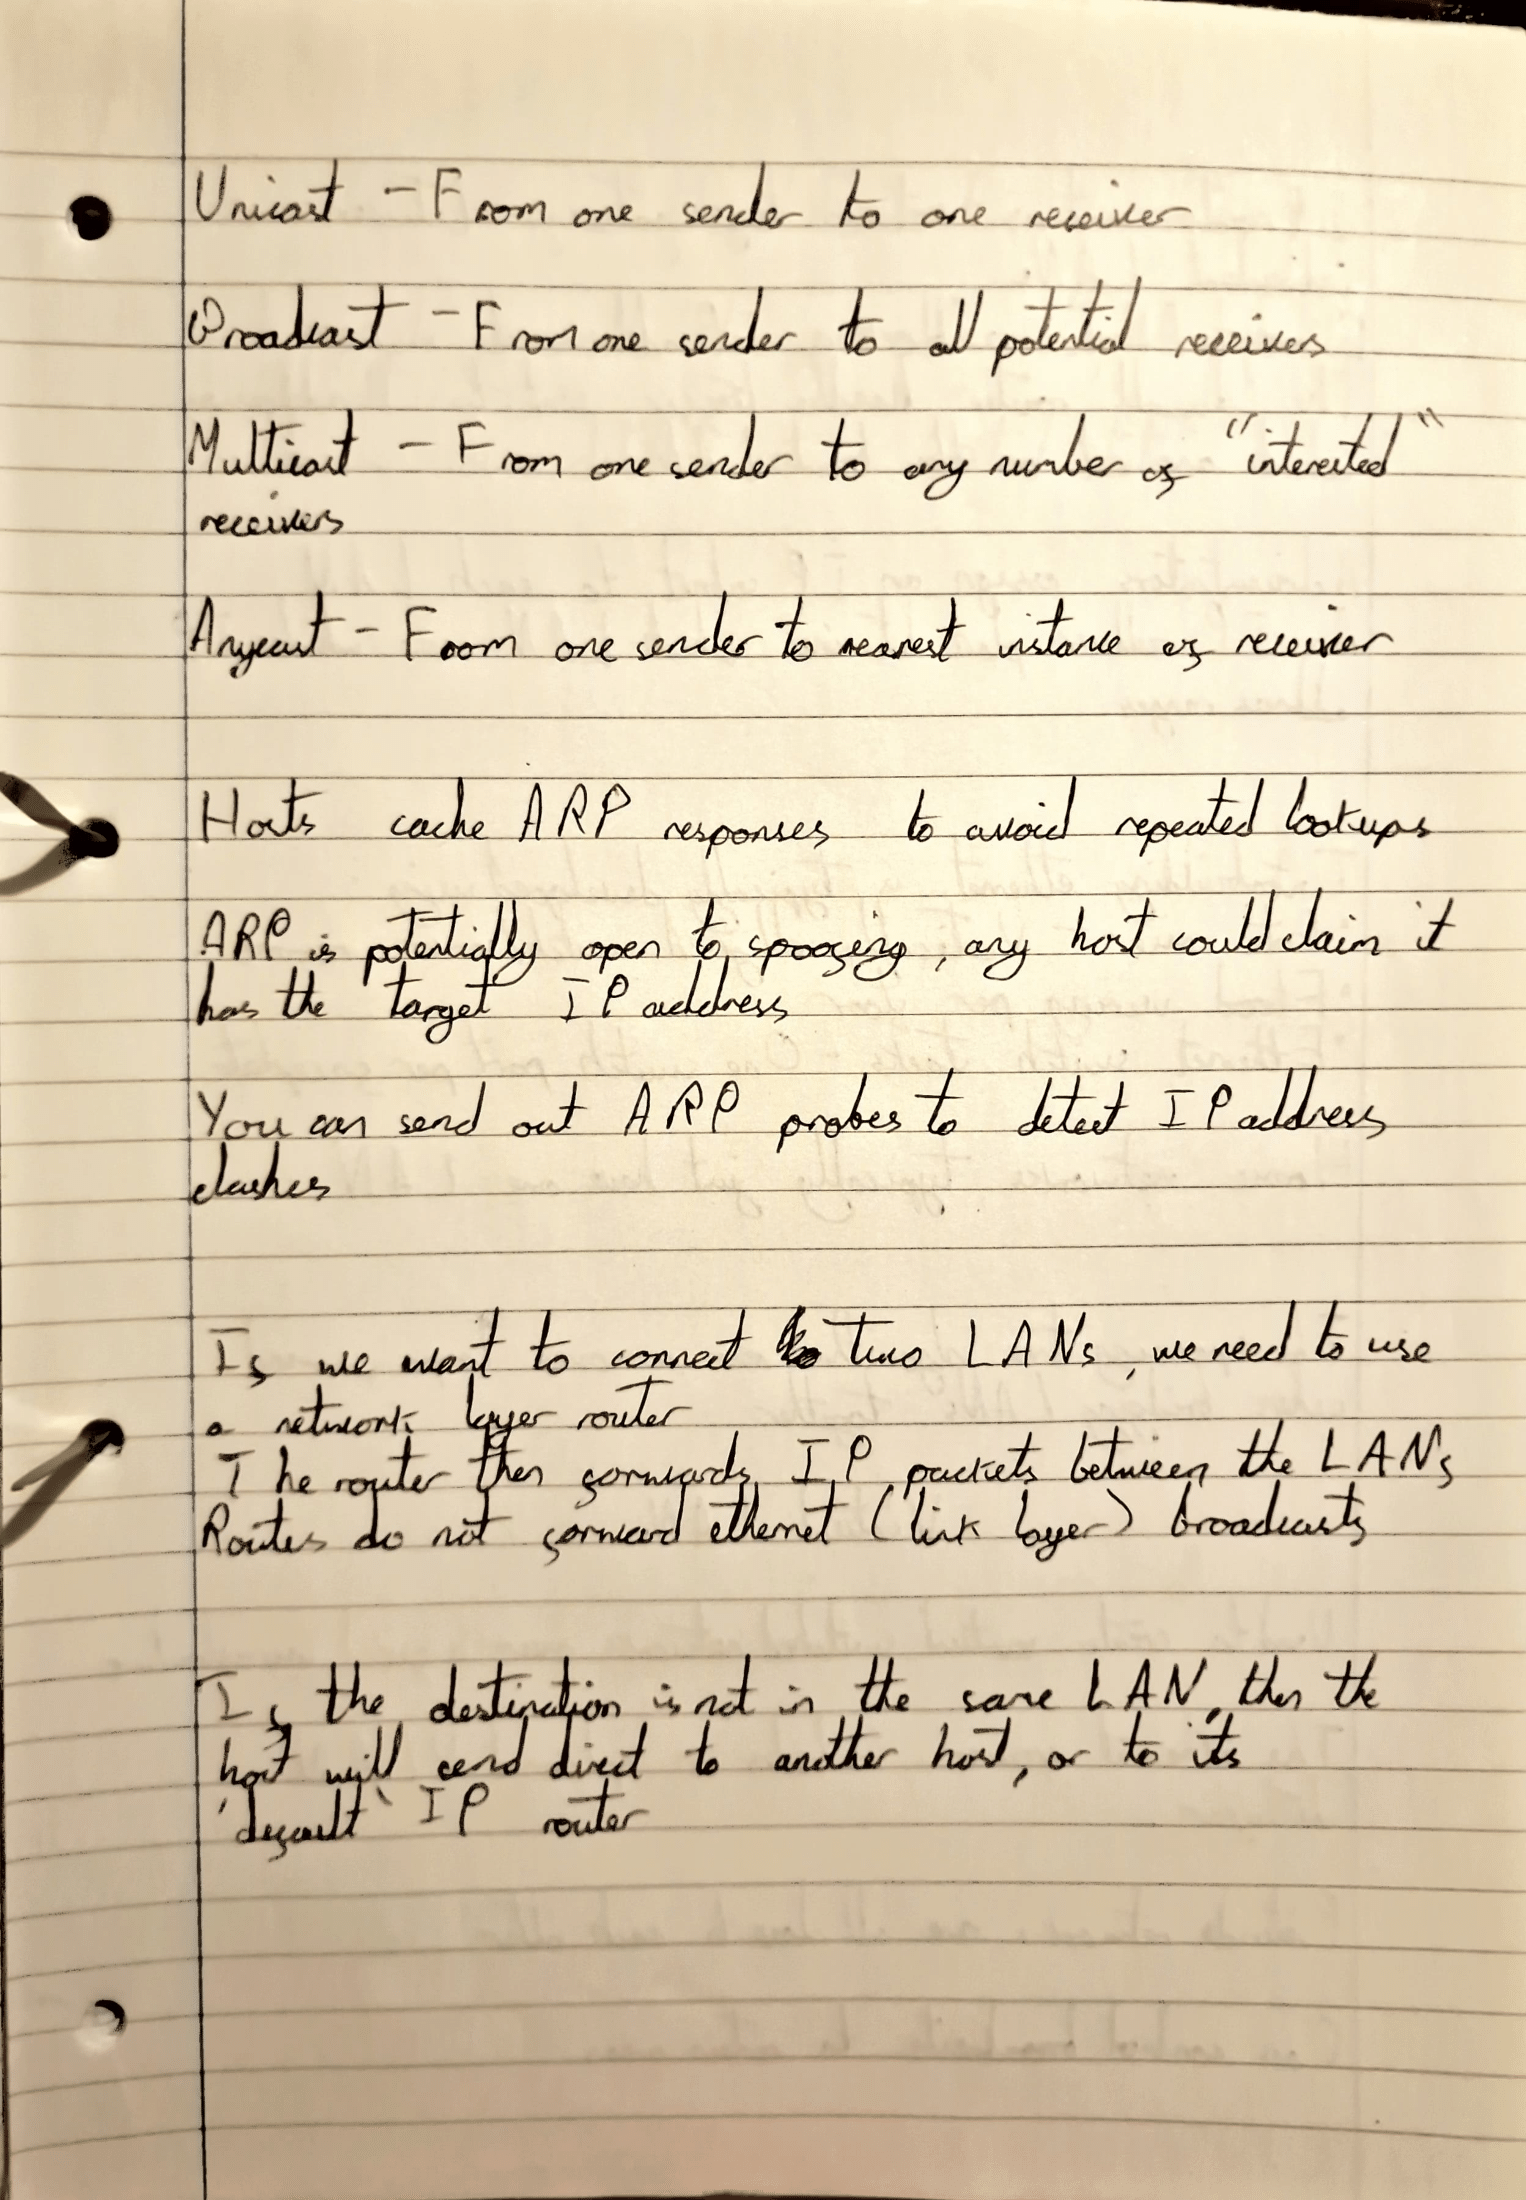 Unicast - From one sender to one receiver
Broadcast - From one sender to all potential receivers
Multicast - From one sender to any number of "interested"
receivers
Anycast - From one sender to nearest instance of receiver
Hosts cache ARP responses to avoid repeated lookups
ARP is potentially open to spoofing, any host could claim it
has the target IP address
You can send out ARP probes to detect IP address
clashes
If we want to connect to two LANs, we need to use
a network layer router
The router then forwards IP packets between the LANs
Routes do not forward ethernet (link layer) broadcasts
If the destination is not in the same LAN, then the
host will send direct to another host, or to its
'default' IP router